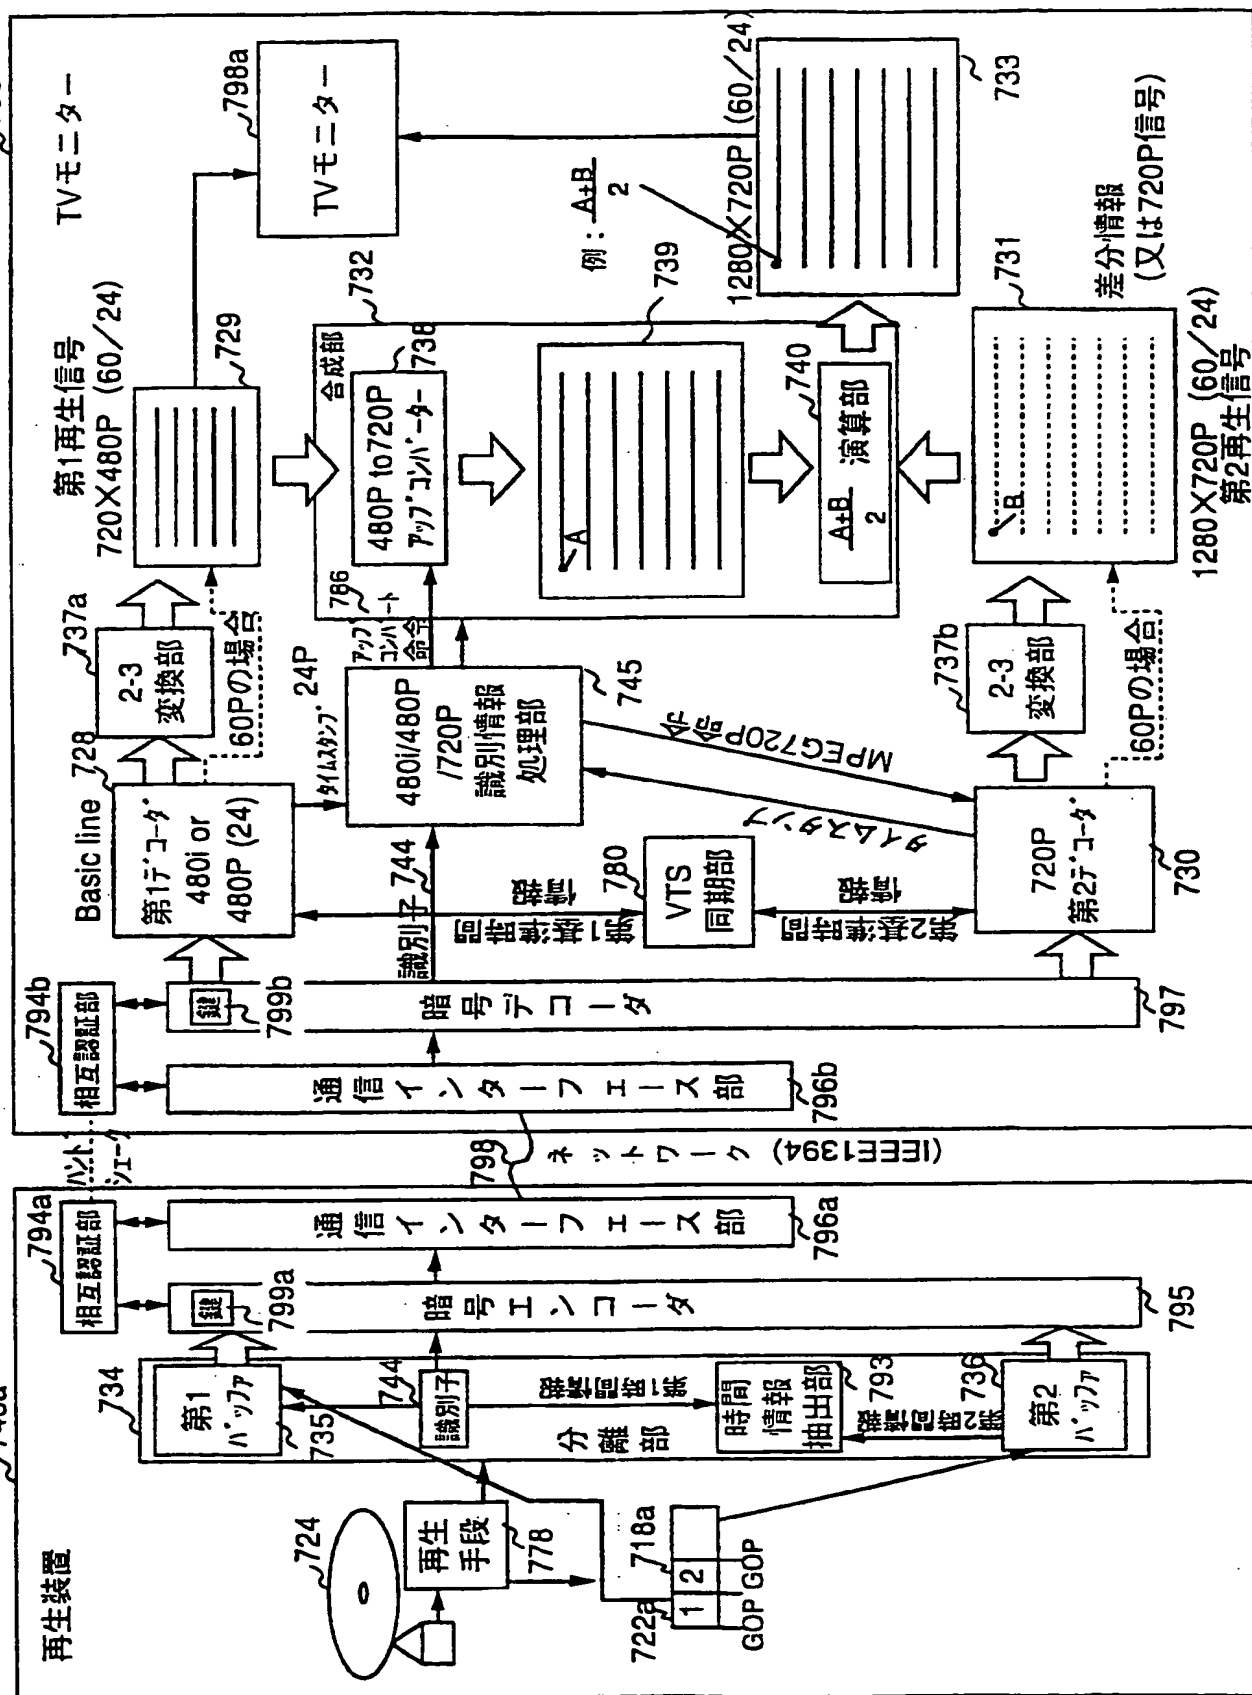 再生装置
724
再生
手段
778
722a
1
2
718a
GOP
GOP
734
第1
バッファ
735
744
識別子
第1時間情報
分離部
時間
情報
抽出部
793
第2時間情報
736
第2
バッファ
794a
相互認証部
鍵
799a
暗号エンコーダ
795
通信インターフェース部
796a
ハンド
シェーク
798
ネットワーク (IEEE1394)
794b
相互認証部
通信インターフェース部
796b
鍵
799b
暗号デコーダ
797
Basic line
728
第1デコーダ
480i or
480P (24)
識別子 744
第1基準時間
情報
780
VTS
同期部
第2基準時間
情報
720P
第2デコーダ
730
タイムスタンプ
24P
480i/480P
/720P
識別情報
処理部
745
MPEG720P命令
タイムスタンプ
737a
2-3
変換部
60Pの場合
786
アップ
コンバート
命令
737b
2-3
変換部
60Pの場合
第1再生信号
720×480P (60/24)
729
732
合成部
738
480P to720P
アップコンバーター
A
739
740
A+B
2
演算部
B
731
1280×720P (60/24)
第2再生信号
差分情報
(又は720P信号)
TVモニター
798a
TVモニター
例:
A+B
2
1280×720P (60/24)
733